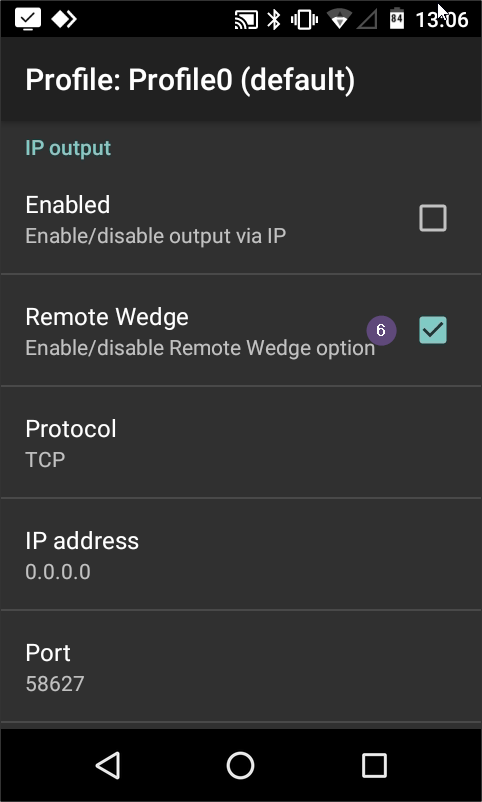 84 13:06
Profile: Profile0 (default)
IP output
Enabled
Enable/disable output via IP
Remote Wedge
6
Enable/disable Remote Wedge option
Protocol
TCP
IP address
0.0.0.0
Port
58627